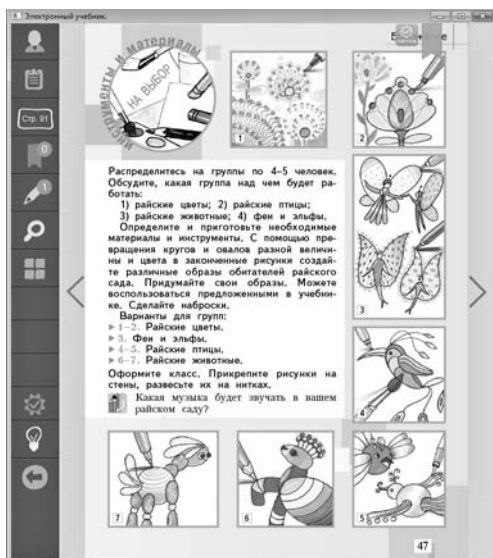 Электронный учебник.
Стр. 91
0
1
инструменты и материалы
НА ВЫБОР
1
2
Распределитесь на группы по 4–5 человек.
Обсудите, какая группа над чем будет ра-
ботать:
1) райские цветы; 2) райские птицы;
3) райские животные; 4) феи и эльфы.
Определите и приготовьте необходимые
материалы и инструменты. С помощью пре-
вращения кругов и овалов разной величи-
ны и цвета в законченные рисунки создай-
те различные образы обитателей райского
сада. Придумайте свои образы. Можете
воспользоваться предложенными в учебни-
ке. Сделайте наброски.
Варианты для групп:
1–2. Райские цветы.
3. Феи и эльфы.
4–5. Райские птицы.
6–7. Райские животные.
Оформите класс. Прикрепите рисунки на
стены, развесьте их на нитках.
Какая музыка будет звучать в вашем
райском саду?
3
4
7
6
5
47